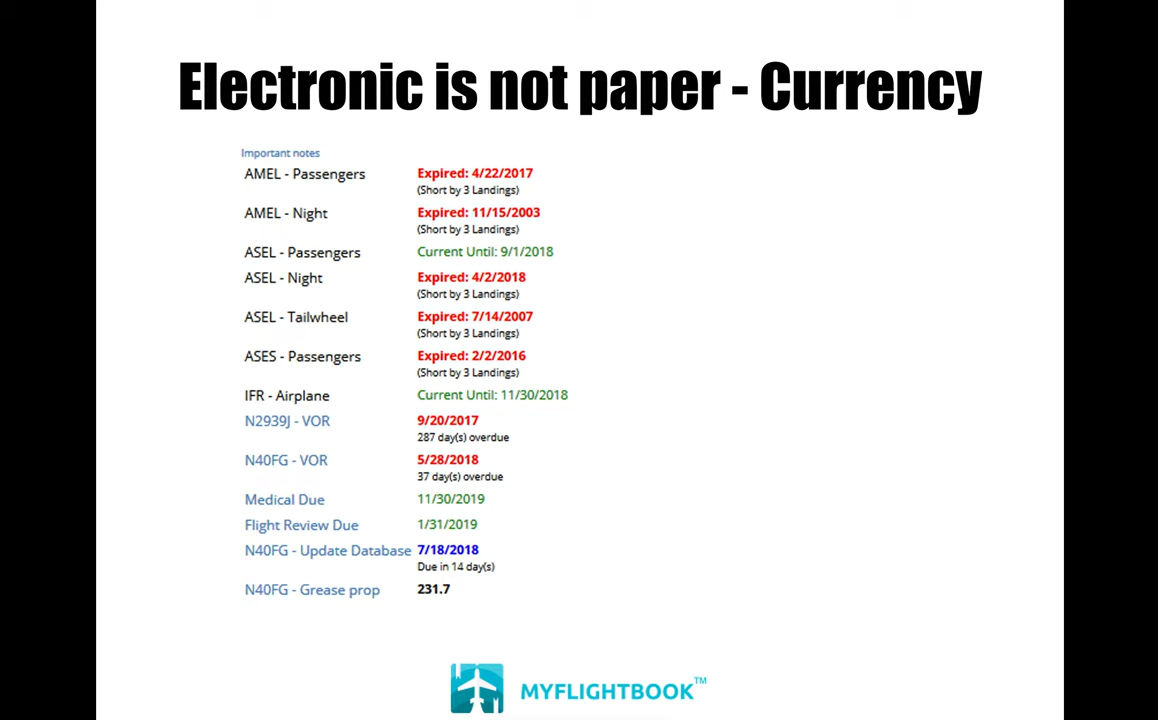 Electronic is not paper - Currency
Important notes
AMEL - Passengers Expired: 4/22/2017
(Short by 3 Landings)
AMEL - Night Expired: 11/15/2003
(Short by 3 Landings)
ASEL - Passengers Current Until: 9/1/2018
ASEL - Night Expired: 4/2/2018
(Short by 3 Landings)
ASEL - Tailwheel Expired: 7/14/2007
(Short by 3 Landings)
ASES - Passengers Expired: 2/2/2016
(Short by 3 Landings)
IFR - Airplane Current Until: 11/30/2018
N2939J - VOR 9/20/2017
287 day(s) overdue
N40FG - VOR 5/28/2018
37 day(s) overdue
Medical Due 11/30/2019
Flight Review Due 1/31/2019
N40FG - Update Database 7/18/2018
Due in 14 day(s)
N40FG - Grease prop 231.7
MYFLIGHTBOOK™